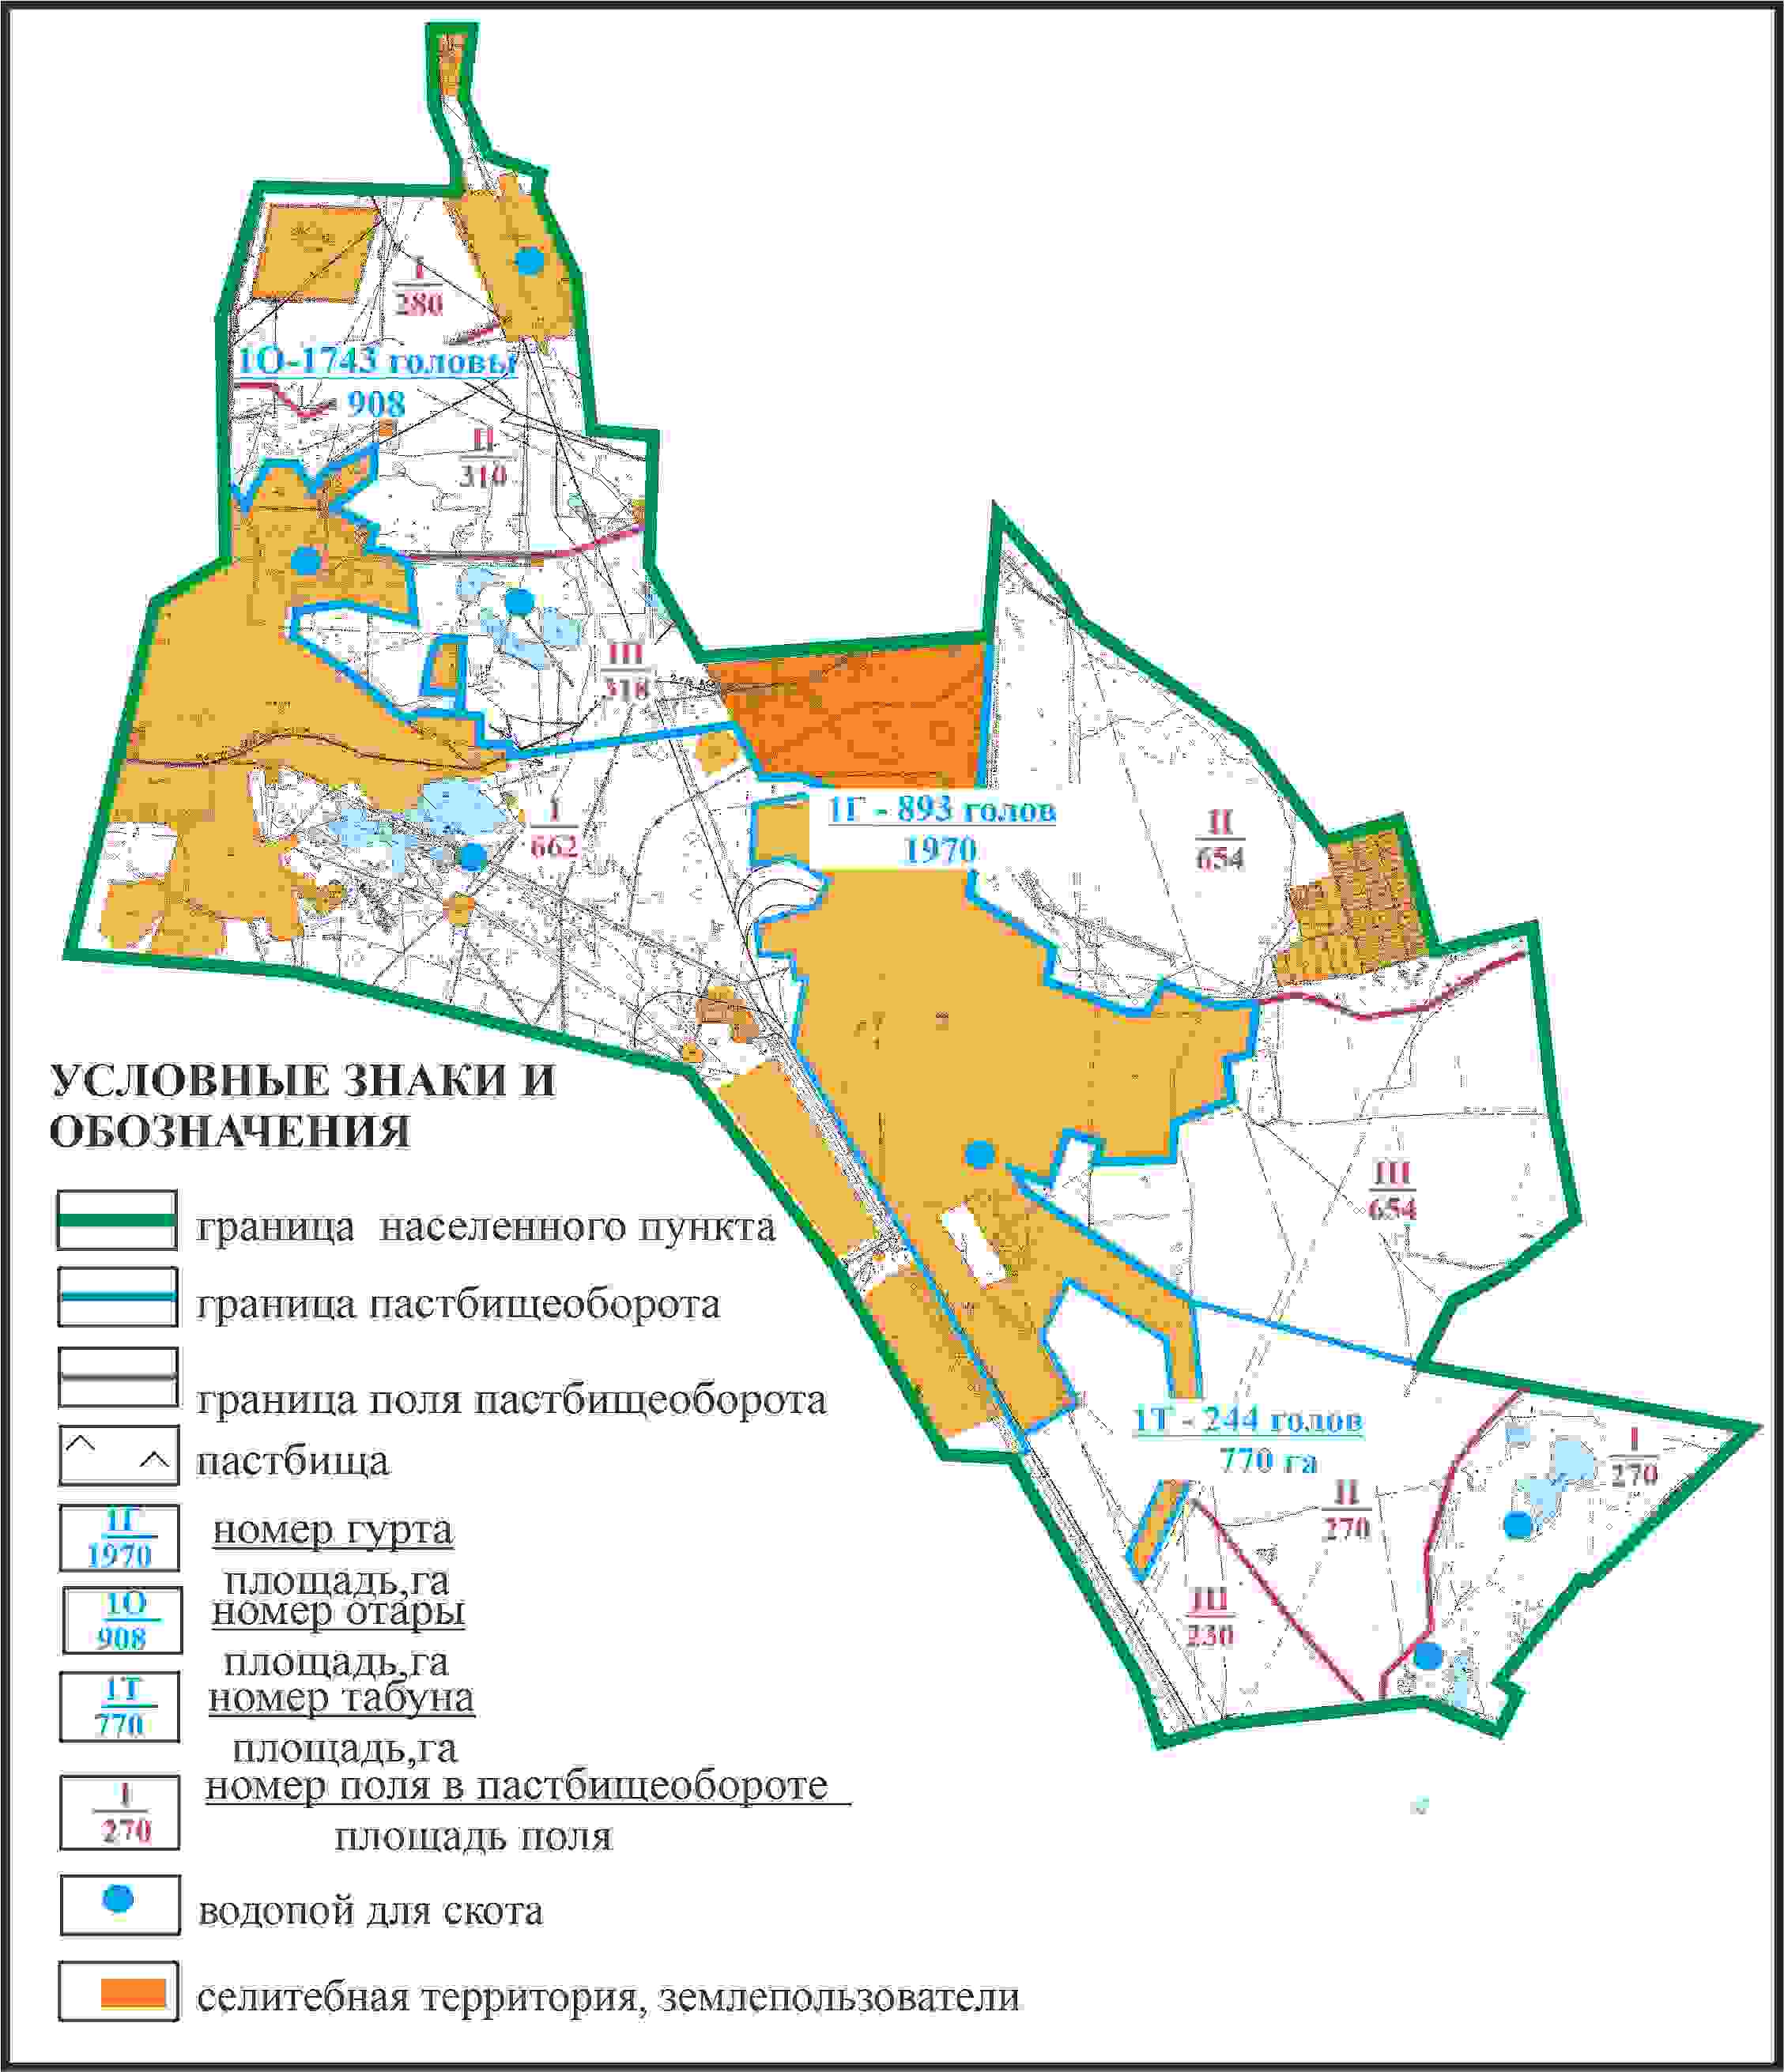 I
280
1О-1743 головы
908
II
310
III
318
1Г - 893 голов
1970
I
662
II
654
III
654
1Т - 244 голов
770 га
I
270
II
270
III
230
УСЛОВНЫЕ ЗНАКИ И
ОБОЗНАЧЕНИЯ
граница населенного пункта
граница пастбищеоборота
граница поля пастбищеоборота
пастбища
1Г
1970
номер гурта
площадь,га
1О
908
номер отары
площадь,га
1Т
770
номер табуна
площадь,га
I
270
номер поля в пастбищеобороте
площадь поля
водопой для скота
селитебная территория, землепользователи